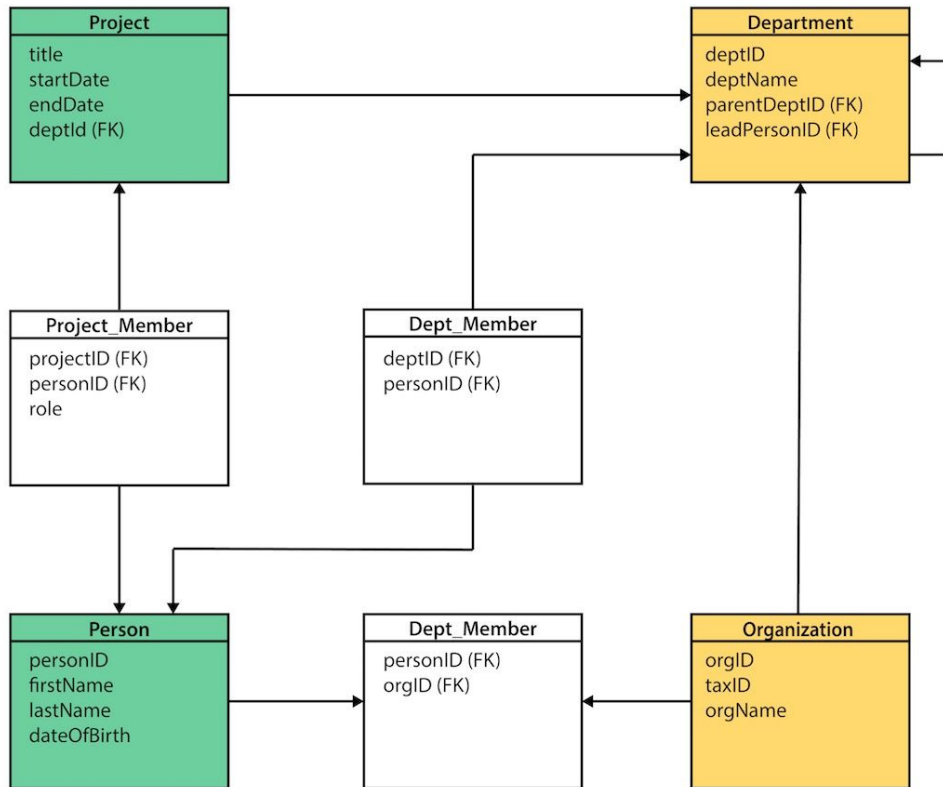 Project
title
startDate
endDate
deptId (FK)
Department
deptID
deptName
parentDeptID (FK)
leadPersonID (FK)
Project_Member
projectID (FK)
personID (FK)
role
Dept_Member
deptID (FK)
personID (FK)
Person
personID
firstName
lastName
dateOfBirth
Dept_Member
personID (FK)
orgID (FK)
Organization
orgID
taxID
orgName